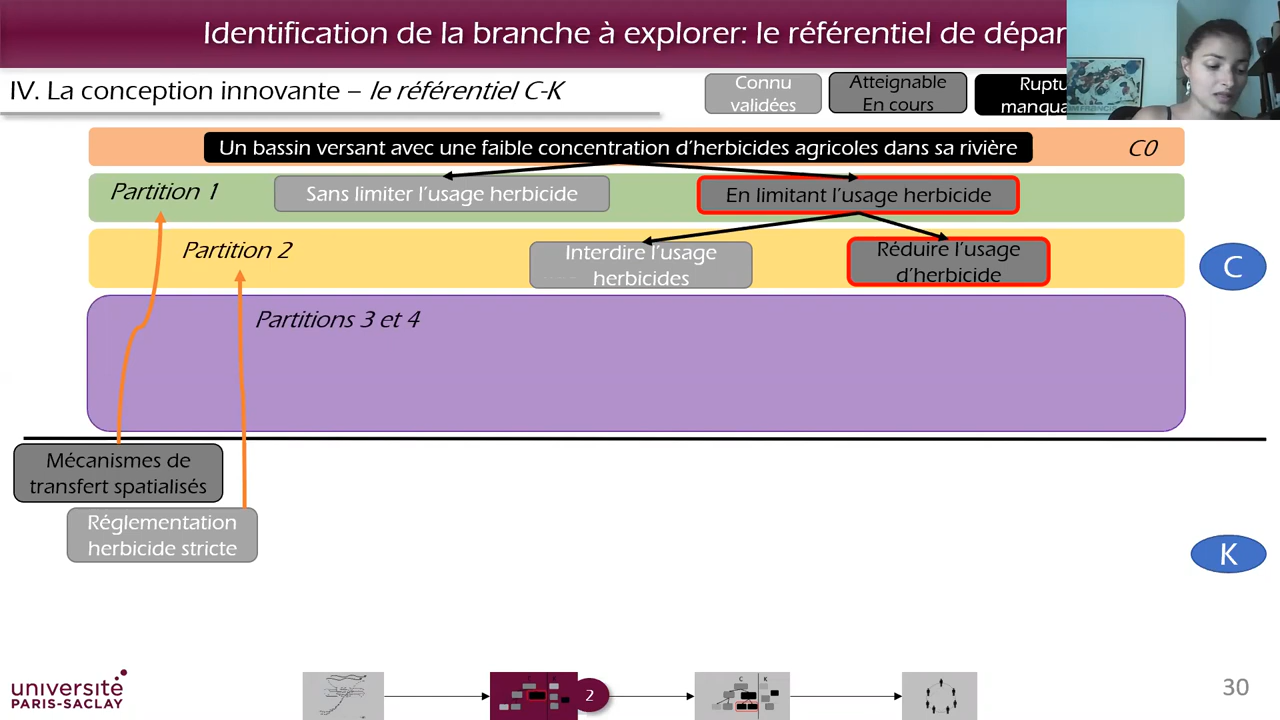 Identification de la branche à explorer: le référentiel de dépar
IV. La conception innovante – le référentiel C-K
Connu
validées
Atteignable
En cours
Ruptu
manqua
Un bassin versant avec une faible concentration d'herbicides agricoles dans sa rivière
C0
Partition 1
Sans limiter l'usage herbicide
En limitant l'usage herbicide
Partition 2
Interdire l'usage
herbicides
Réduire l'usage
d'herbicide
C
Partitions 3 et 4
Mécanismes de
transfert spatialisés
Réglementation
herbicide stricte
K
université
PARIS-SACLAY
2
C K
30